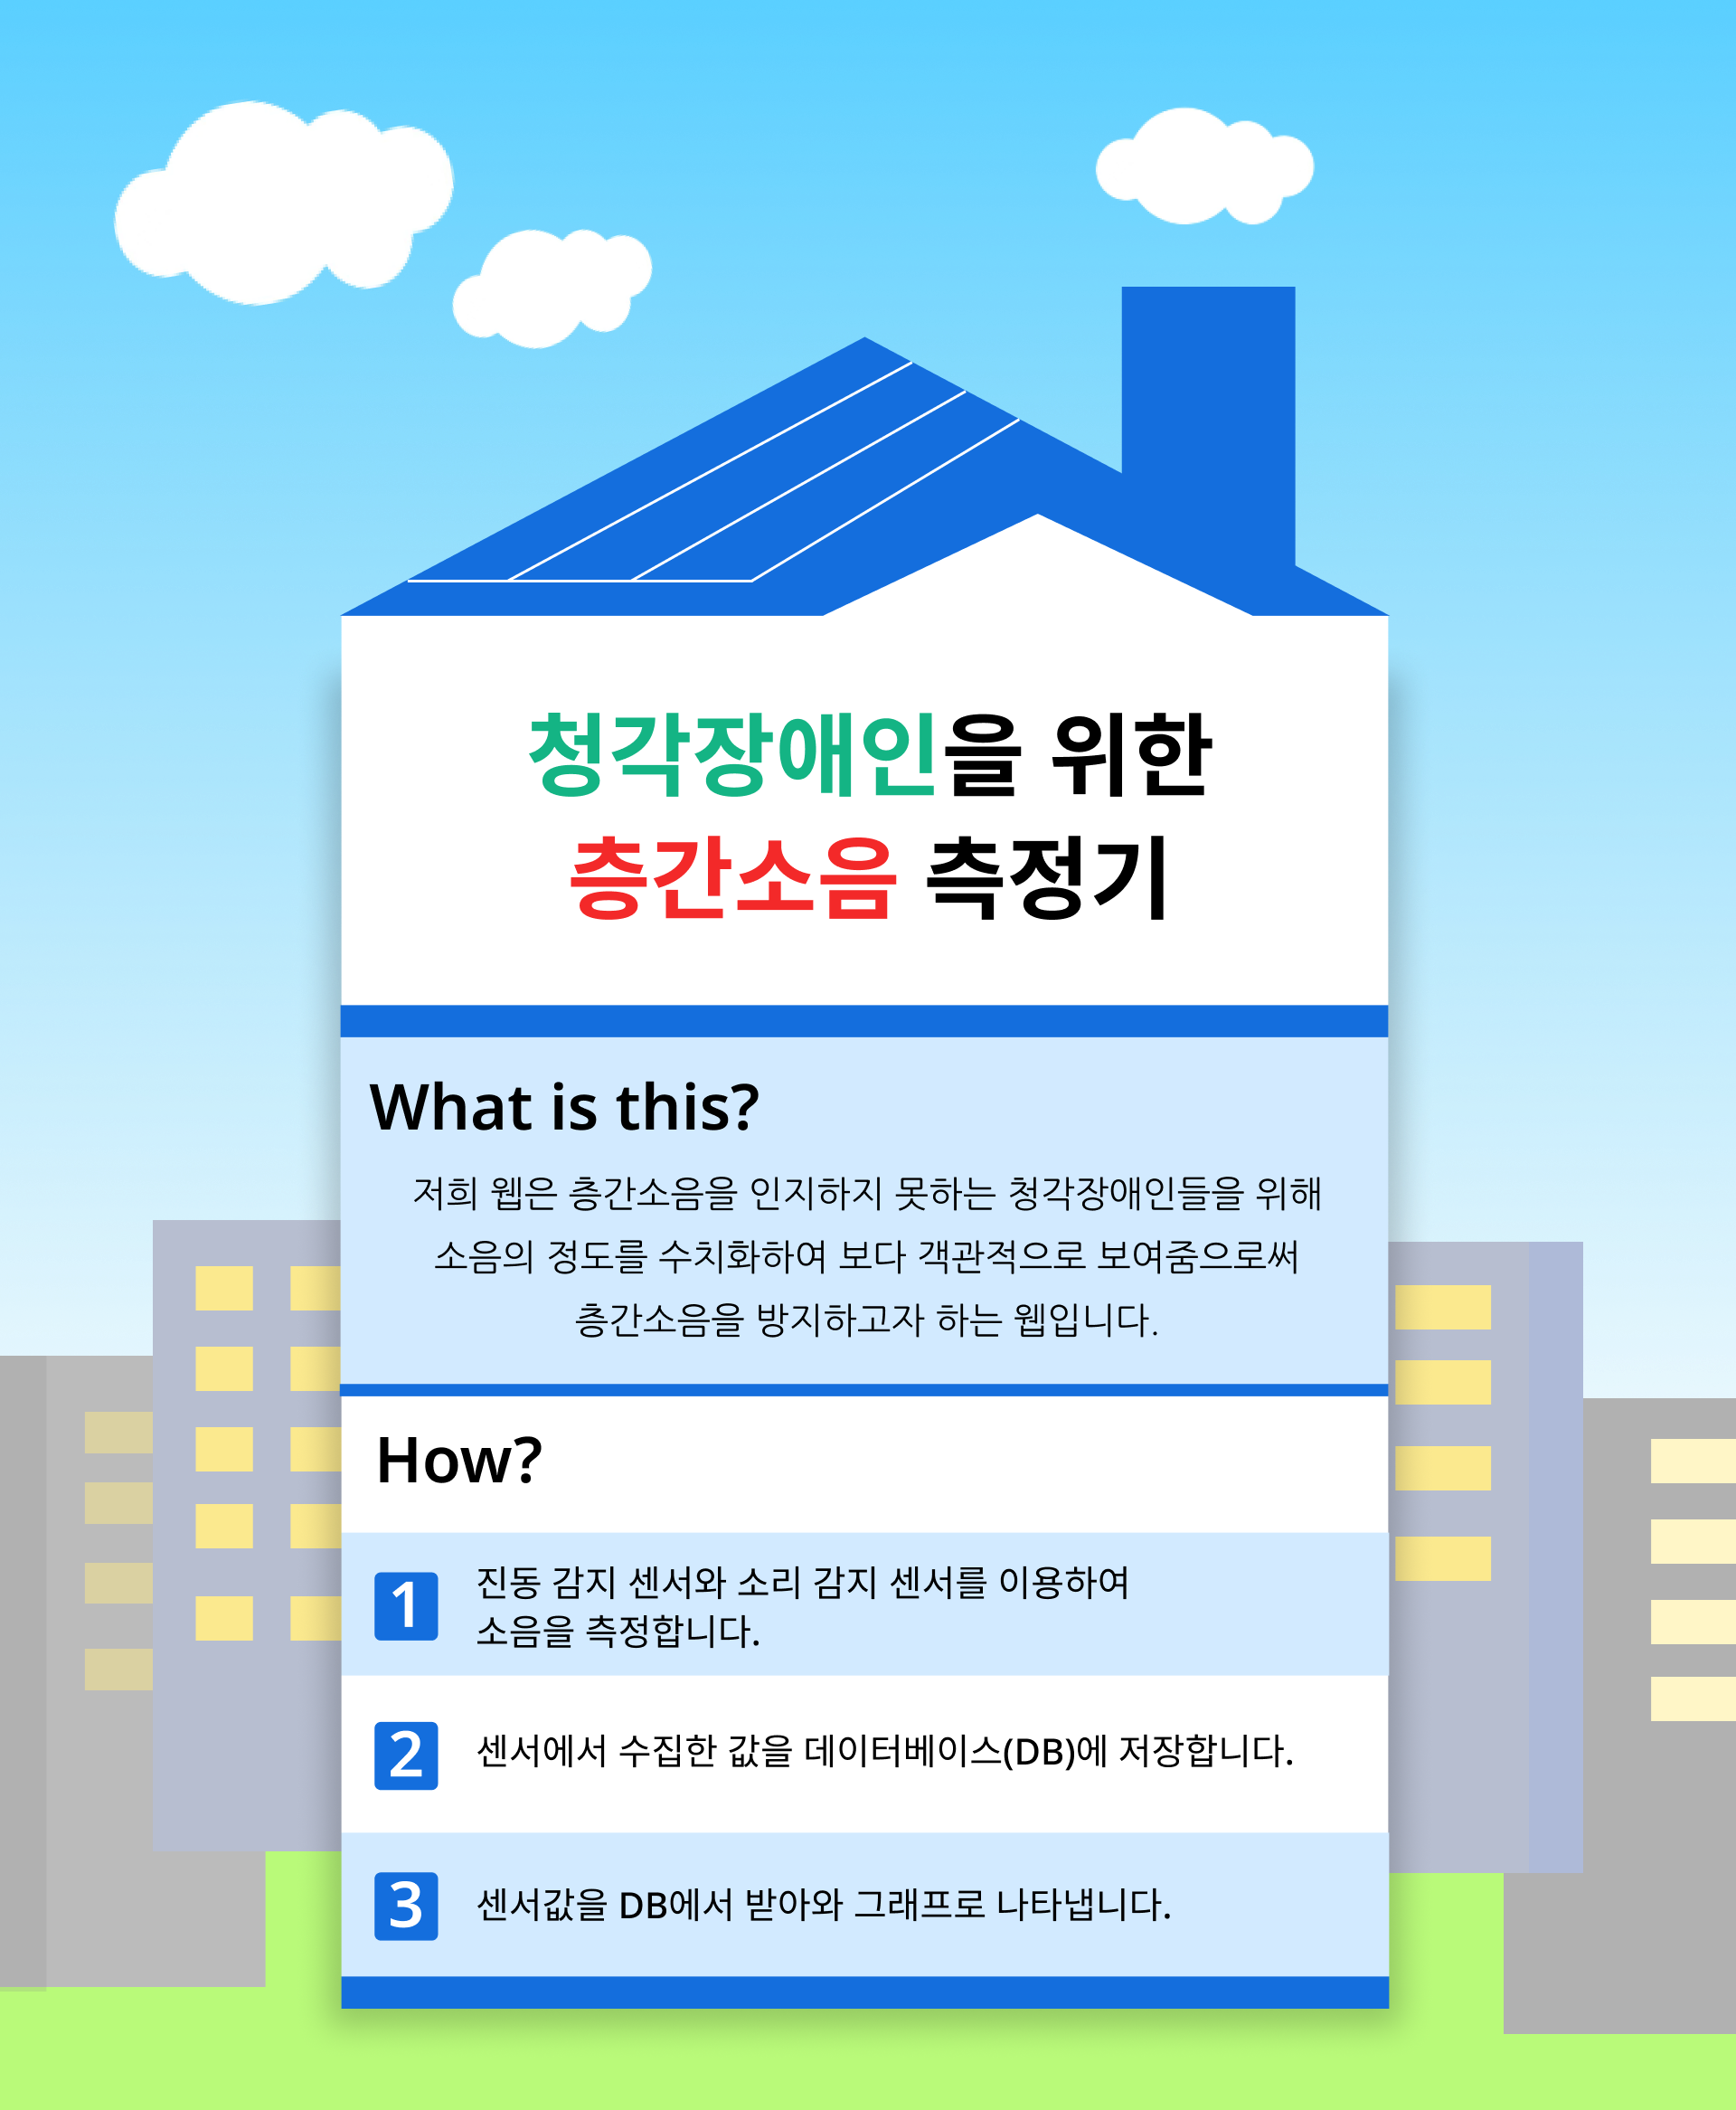 청각장애인을 위한
층간소음 측정기
What is this?
저희 웹은 층간소음을 인지하지 못하는 청각장애인들을 위해
소음의 정도를 수치화하여 보다 객관적으로 보여줌으로써
층간소음을 방지하고자 하는 웹입니다.
How?
1
진동 감지 센서와 소리 감지 센서를 이용하여
소음을 측정합니다.
2
센서에서 수집한 값을 데이터베이스(DB)에 저장합니다.
3
센서값을 DB에서 받아와 그래프로 나타냅니다.